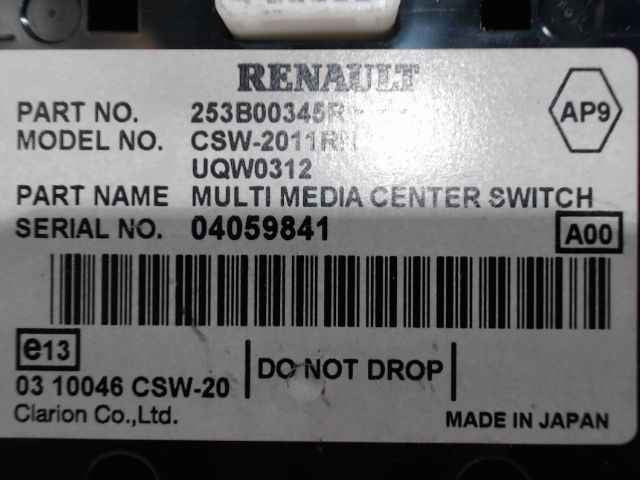 RENAULT
PART NO. 253B00345R
AP9
MODEL NO. CSW-2011RN
UQW0312
PART NAME MULTI MEDIA CENTER SWITCH
SERIAL NO. 04059841
A00
e13
DO NOT DROP
03 10046 CSW-20
Clarion Co.,Ltd.
MADE IN JAPAN